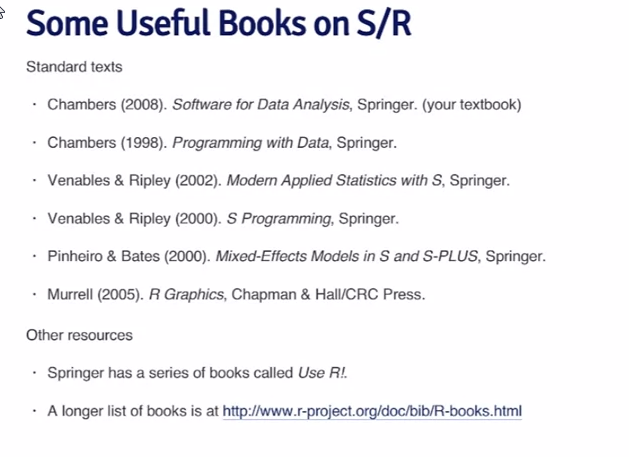 Some Useful Books on S/R
Standard texts
· Chambers (2008). Software for Data Analysis, Springer. (your textbook)
· Chambers (1998). Programming with Data, Springer.
· Venables & Ripley (2002). Modern Applied Statistics with S, Springer.
· Venables & Ripley (2000). S Programming, Springer.
· Pinheiro & Bates (2000). Mixed-Effects Models in S and S-PLUS, Springer.
· Murrell (2005). R Graphics, Chapman & Hall/CRC Press.
Other resources
· Springer has a series of books called Use R!.
· A longer list of books is at http://www.r-project.org/doc/bib/R-books.html